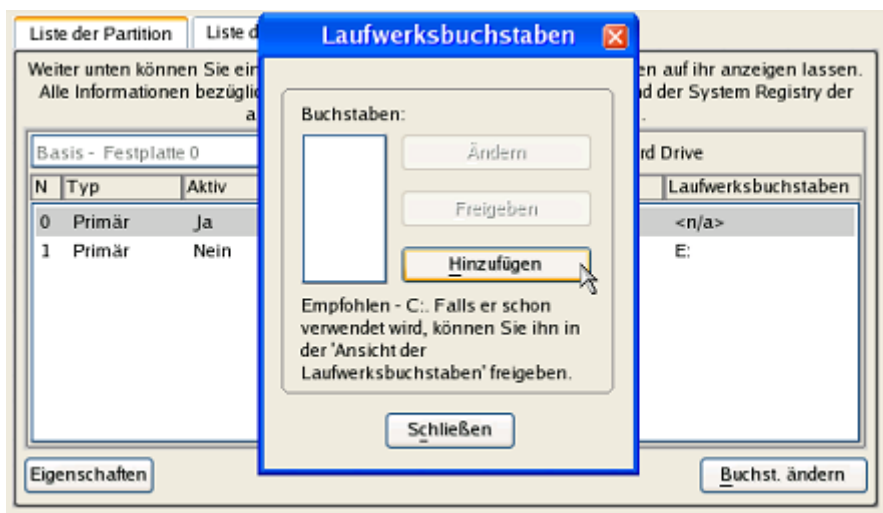 Liste der Partition
Liste d
Laufwerksbuchstaben
Weiter unten können Sie ein
en auf ihr anzeigen lassen.
Alle Informationen bezüglic
nd der System Registry der
a
.
Basis - Festplatte 0
rd Drive
N Typ Aktiv Laufwerksbuchstaben
0 Primär Ja <n/a>
1 Primär Nein E:
Buchstaben:
Ändern
Freigeben
Hinzufügen
Empfohlen - C:. Falls er schon
verwendet wird, können Sie ihn in
der 'Ansicht der
Laufwerksbuchstaben' freigeben.
Schließen
Eigenschaften
Buchst. ändern